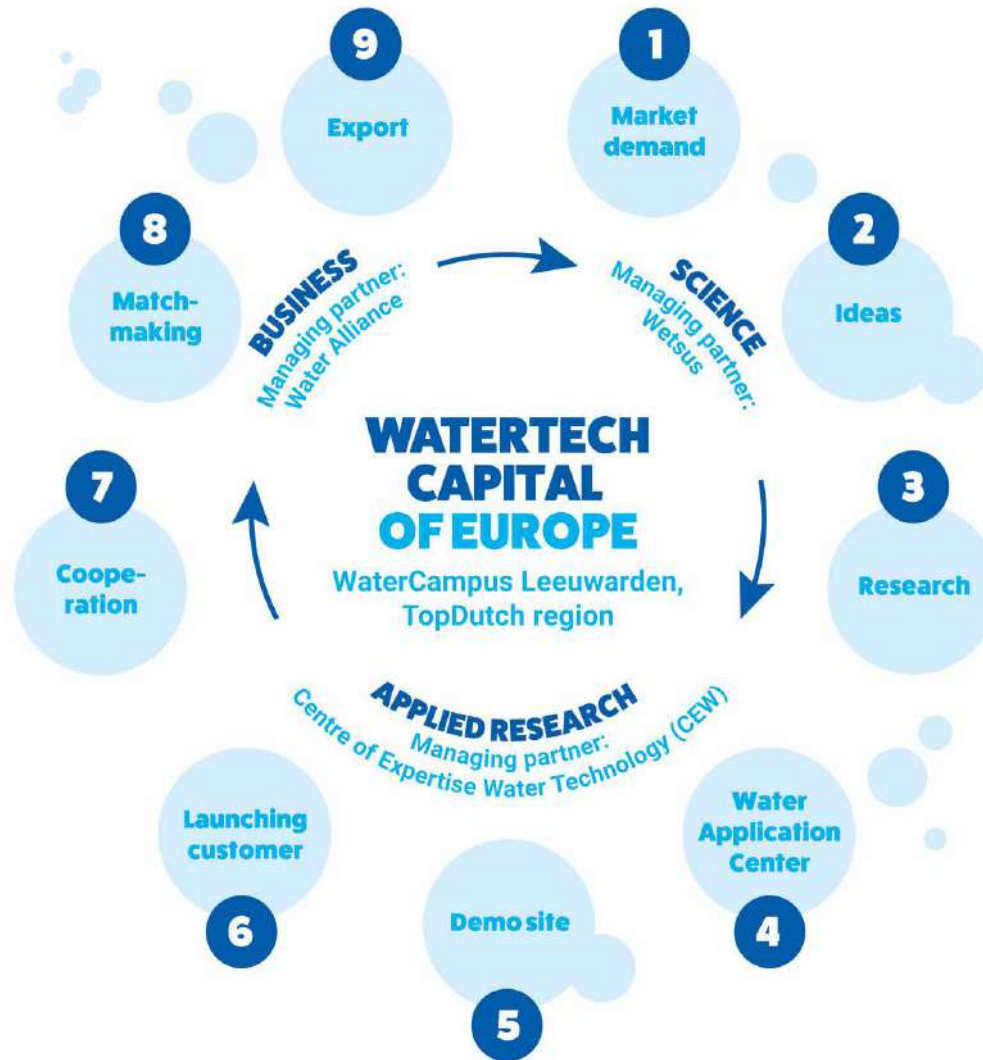 9
Export
1
Market
demand
8
Match-
making
2
Ideas
BUSINESS
Managing partner:
Water Alliance
SCIENCE
Managing partner:
Wetsus
WATERTECH
CAPITAL
OF EUROPE
WaterCampus Leeuwarden,
TopDutch region
7
Coope-
ration
3
Research
APPLIED RESEARCH
Managing partner:
Centre of Expertise Water Technology (CEW)
Launching
customer
6
Demo site
5
Water
Application
Center
4